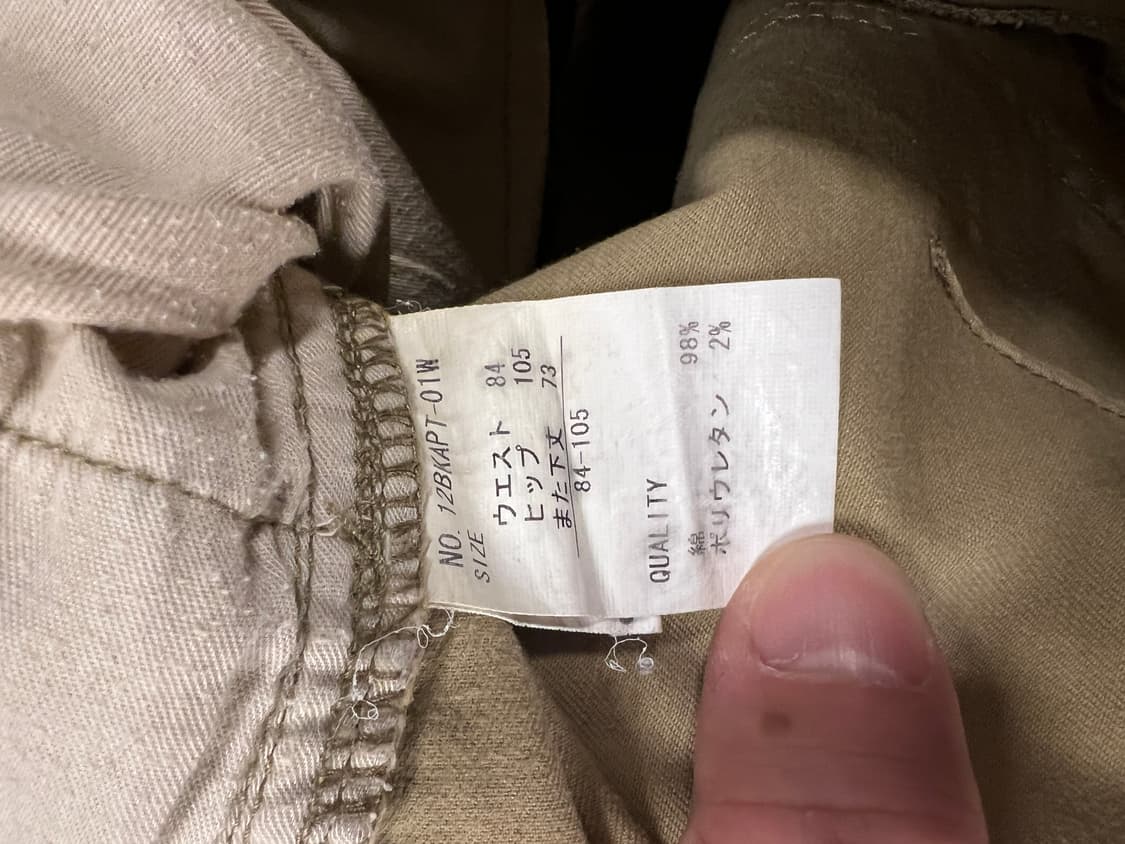 NO. 12BKAPT-01W
SIZE
ウエスト 84
ヒップ 105
また下丈 73
84-105
QUALITY
綿 98%
ポリウレタン 2%